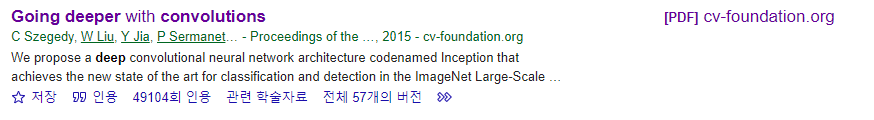 Going deeper with convolutions [PDF] cv-foundation.org
C Szegedy, W Liu, Y Jia, P Sermanet… - Proceedings of the …, 2015 - cv-foundation.org
We propose a deep convolutional neural network architecture codenamed Inception that
achieves the new state of the art for classification and detection in the ImageNet Large-Scale …
저장 인용 49104회 인용 관련 학술자료 전체 57개의 버전